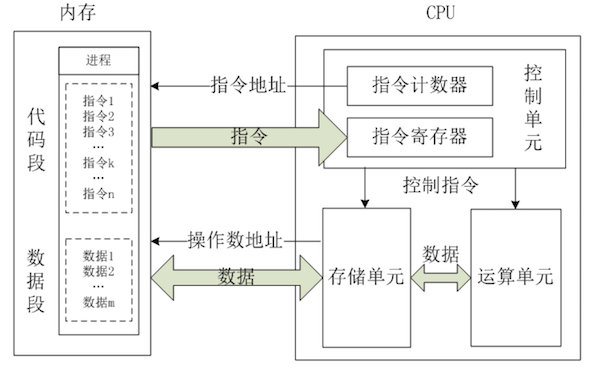 内存
CPU
进程
代码段
指令1
指令2
指令3
...
指令k
...
指令n
数据段
数据1
数据2
...
数据m
指令地址
指令
操作数地址
数据
指令计数器
指令寄存器
控制单元
控制指令
存储单元
数据
运算单元